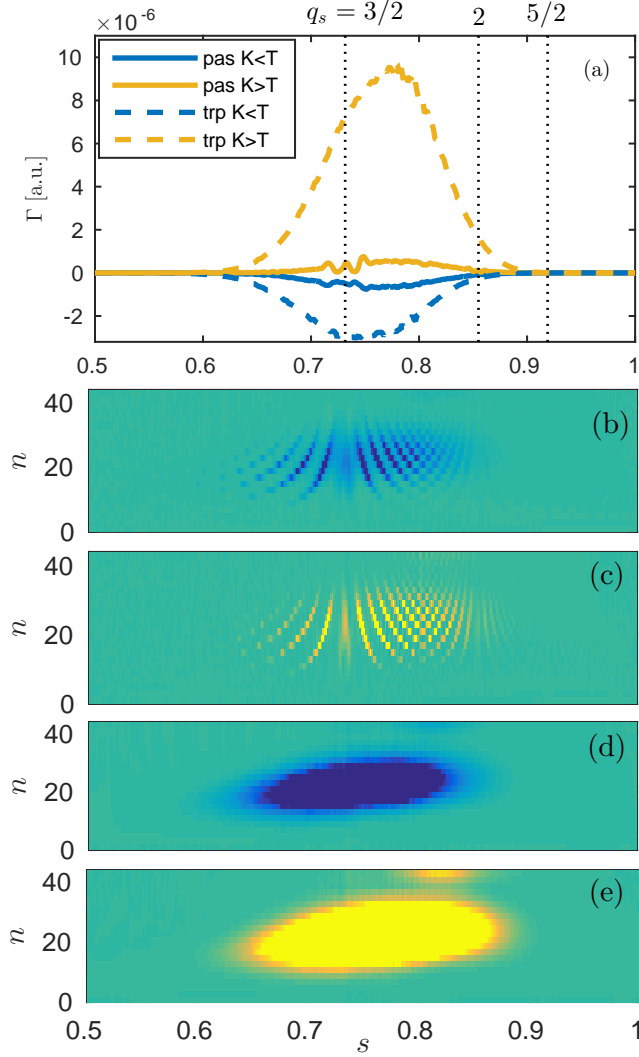 q_s = 3/2 2 5/2
×10^-6
10
8
6
4
2
0
-2
Γ [a.u.]
pas K<T
pas K>T
trp K<T
trp K>T
(a)
0.5 0.6 0.7 0.8 0.9 1
40
20
0
n
(b)
40
20
0
n
(c)
40
20
0
n
(d)
40
20
0
n
(e)
0.5 0.6 0.7 0.8 0.9 1
s